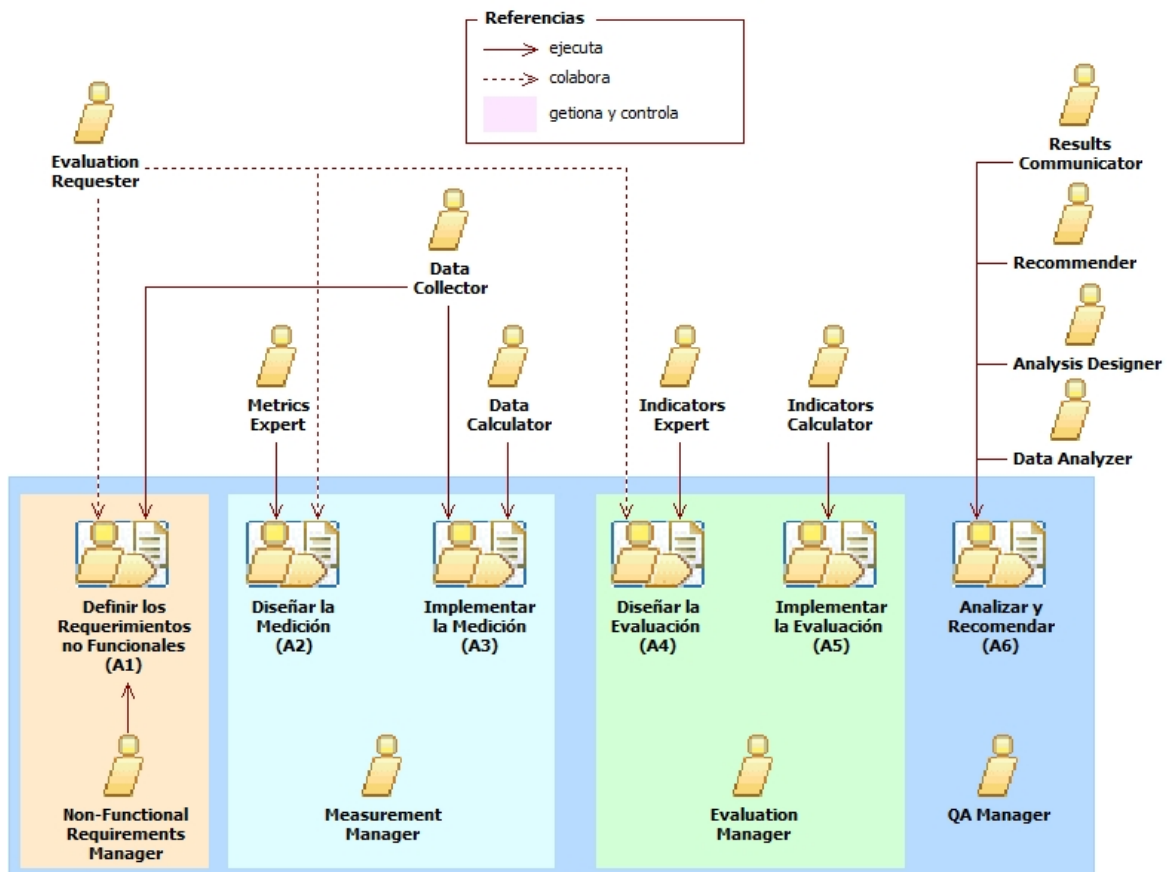 Referencias
ejecuta
colabora
getiona y controla
Evaluation
Requester
Results
Communicator
Data
Collector
Recommender
Analysis Designer
Metrics
Expert
Data
Calculator
Indicators
Expert
Indicators
Calculator
Data Analyzer
Definir los
Requerimientos
no Funcionales
(A1)
Diseñar la
Medición
(A2)
Implementar
la Medición
(A3)
Diseñar la
Evaluación
(A4)
Implementar
la Evaluación
(A5)
Analizar y
Recomendar
(A6)
Non-Functional
Requirements
Manager
Measurement
Manager
Evaluation
Manager
QA Manager